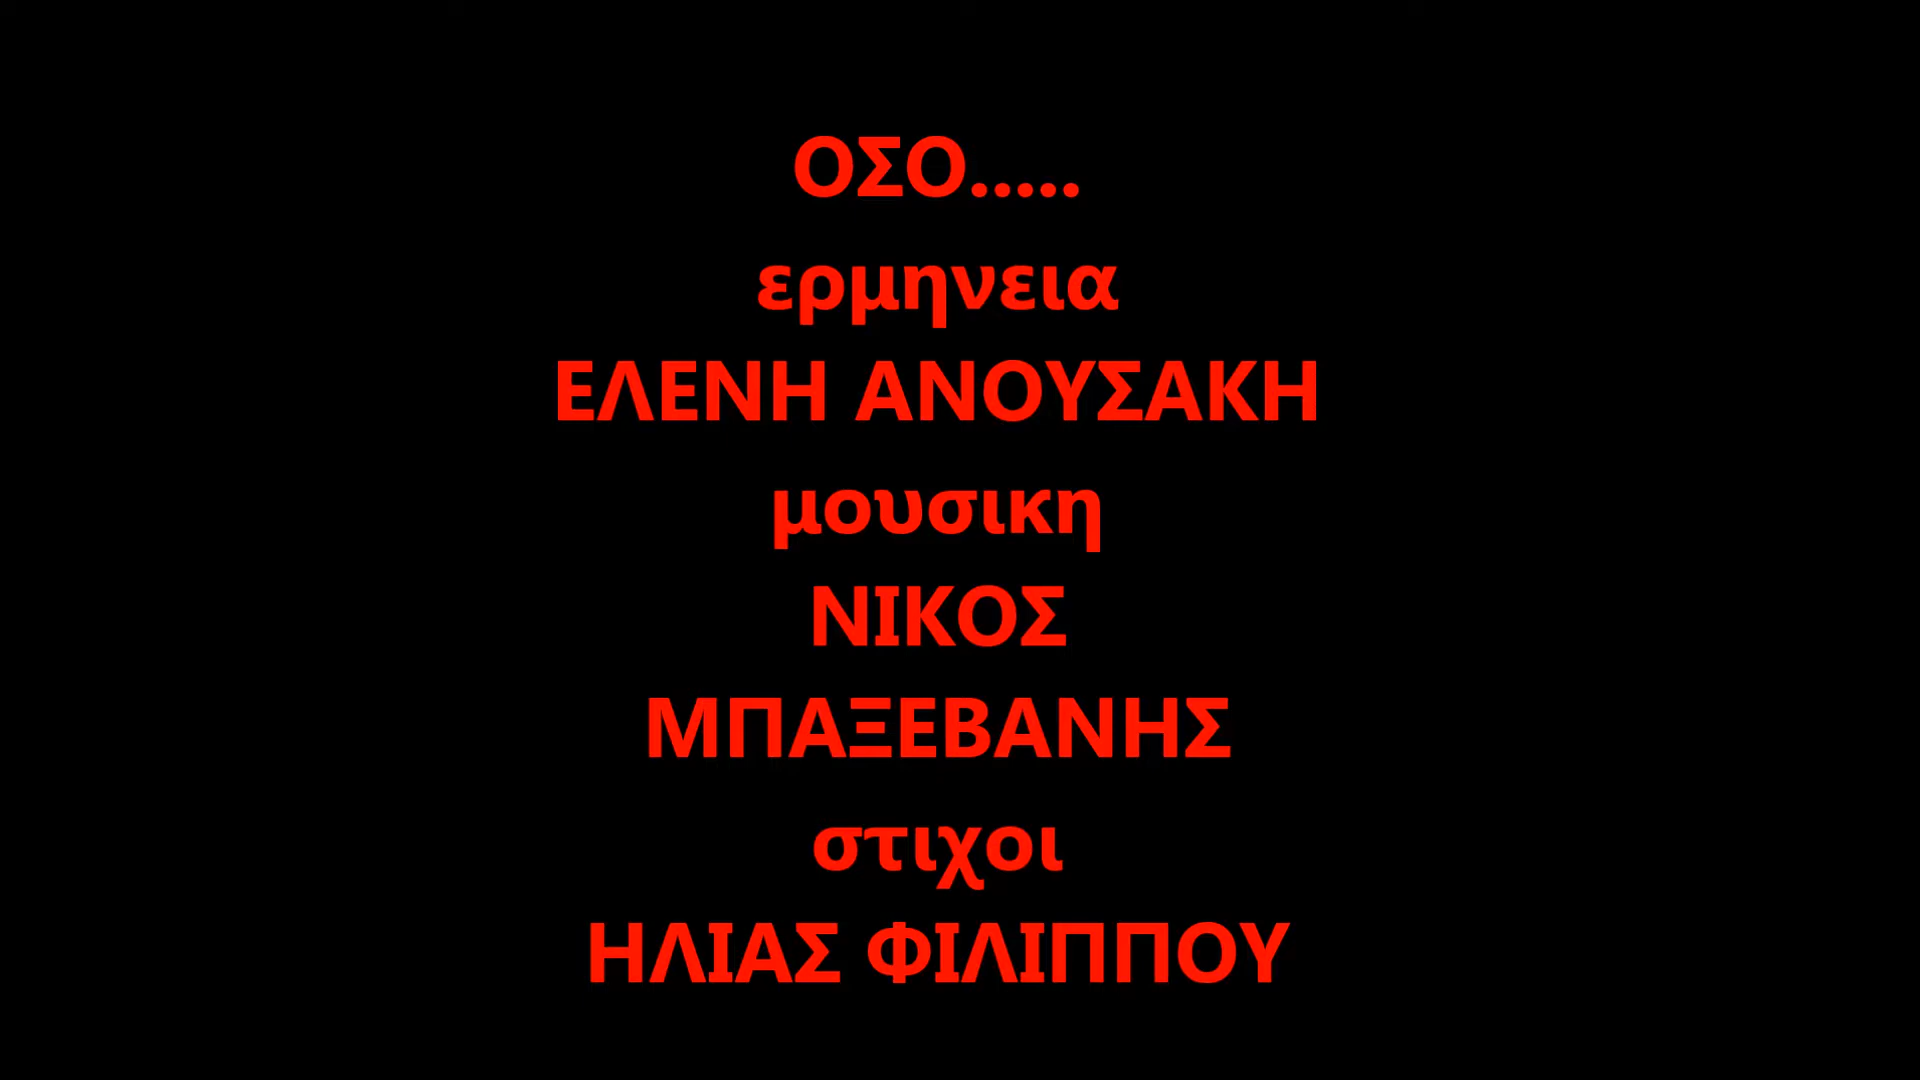 ΟΣΟ.....
ερμηνεια
ΕΛΕΝΗ ΑΝΟΥΣΑΚΗ
μουσικη
ΝΙΚΟΣ
ΜΠΑΞΕΒΑΝΗΣ
στιχοι
ΗΛΙΑΣ ΦΙΛΙΠΠΟΥ